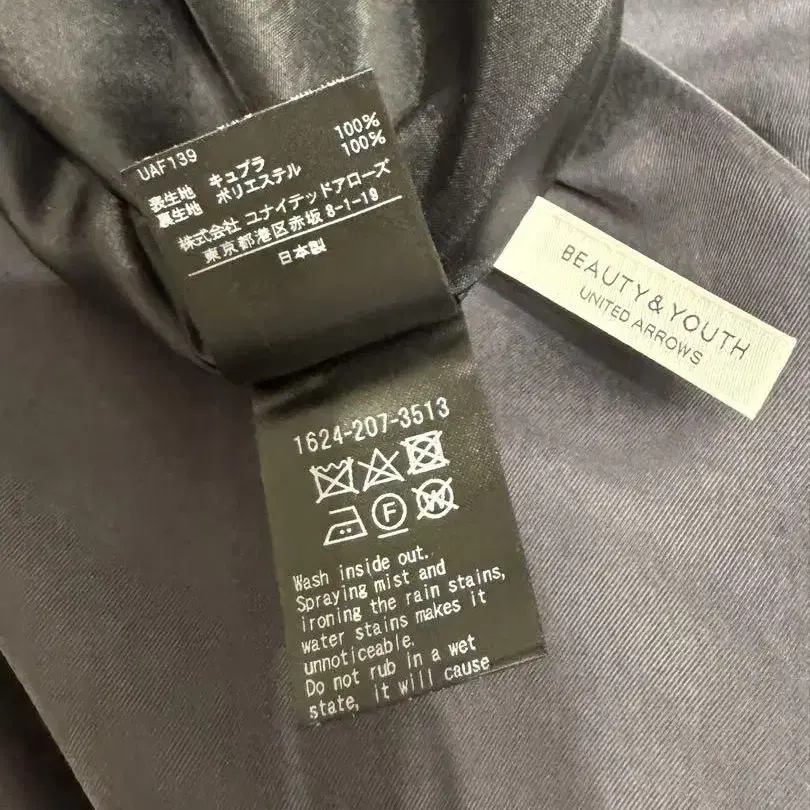 UAF139
表生地 キュプラ 100%
裏生地 ポリエステル 100%
株式会社 ユナイテッドアローズ
東京都港区赤坂 8-1-19
日本製
BEAUTY&YOUTH
UNITED ARROWS
1624-207-3513
W
F
Wash inside out.
Spraying mist and
ironing the rain stains,
water stains makes it
unnoticeable.
Do not rub in a wet
state, it will cause